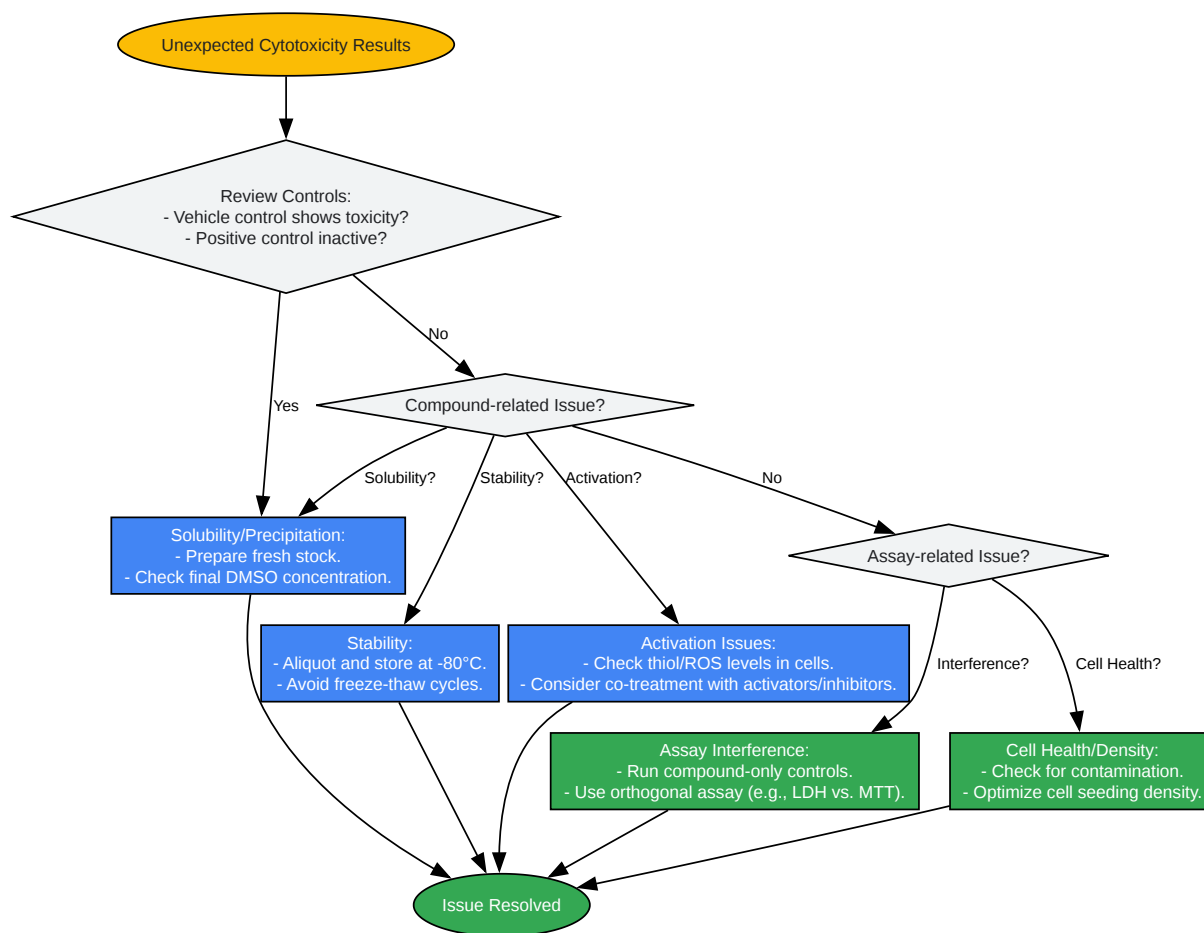 Unexpected Cytotoxicity Results
Review Controls:
- Vehicle control shows toxicity?
- Positive control inactive?
No
Yes
Compound-related Issue?
Solubility?
Stability?
Activation?
No
Solubility/Precipitation:
- Prepare fresh stock.
- Check final DMSO concentration.
Assay-related Issue?
Stability:
- Aliquot and store at -80°C.
- Avoid freeze-thaw cycles.
Activation Issues:
- Check thiol/ROS levels in cells.
- Consider co-treatment with activators/inhibitors.
Interference?
Cell Health?
Assay Interference:
- Run compound-only controls.
- Use orthogonal assay (e.g., LDH vs. MTT).
Cell Health/Density:
- Check for contamination.
- Optimize cell seeding density.
Issue Resolved